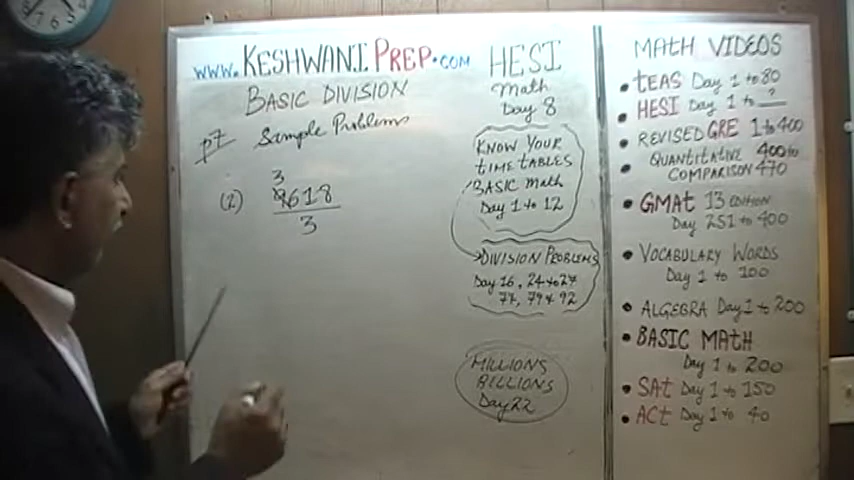 www.KESHWANIPREP.COM
BASIC DIVISION
p7 Sample Problems
(2)
3
9618
3
HESI
Math
Day 8
KNOW YOUR
TIME TABLES
BASIC Math
Day 1 to 12
DIVISION PROBLEMS
Day 16, 24 to 27
77, 79 & 92
MILLIONS
BILLIONS
Day 22
MATH VIDEOS
• TEAS Day 1 to 80
• HESI Day 1 to ?
• REVISED GRE 1 to 400
• QUANTITATIVE 400 to
COMPARISON 470
• GMAT 13 EDITION
Day 251 to 400
• VOCABULARY WORDS
Day 1 to 100
• ALGEBRA Day 1 to 200
• BASIC MATH
Day 1 to 200
• SAT Day 1 to 150
• ACT Day 1 to 40